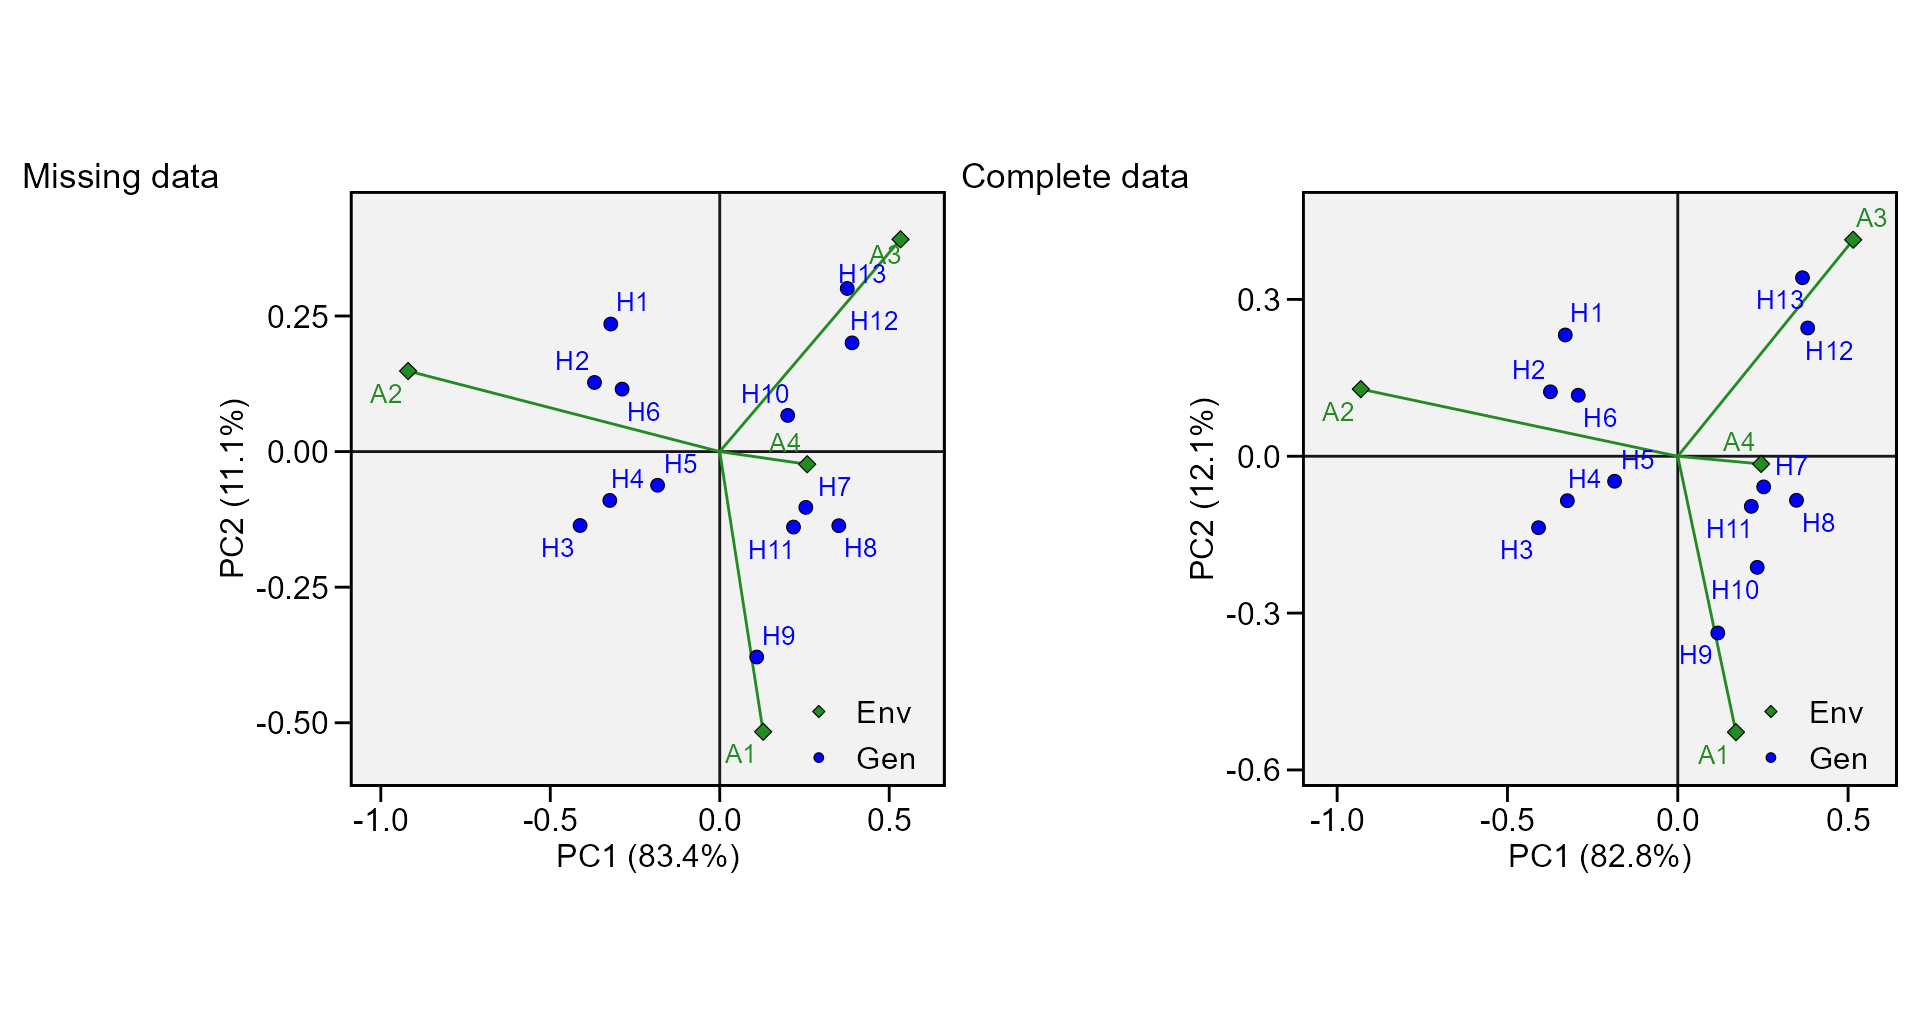 Missing data
A3
H13
H1
0.25
H12
H2
A2
H10
H6
A4
0.00
H5
H4
H7
H3
H11
H8
-0.25
H9
-0.50
A1
Env
Gen
-1.0
-0.5
0.0
0.5
PC1 (83.4%)
PC2 (11.1%)
Complete data
A3
0.3
H13
H1
H12
H2
A2
H6
A4
0.0
H5
H7
H4
H11
H8
H3
H10
-0.3
H9
A1
-0.6
Env
Gen
-1.0
-0.5
0.0
0.5
PC1 (82.8%)
PC2 (12.1%)